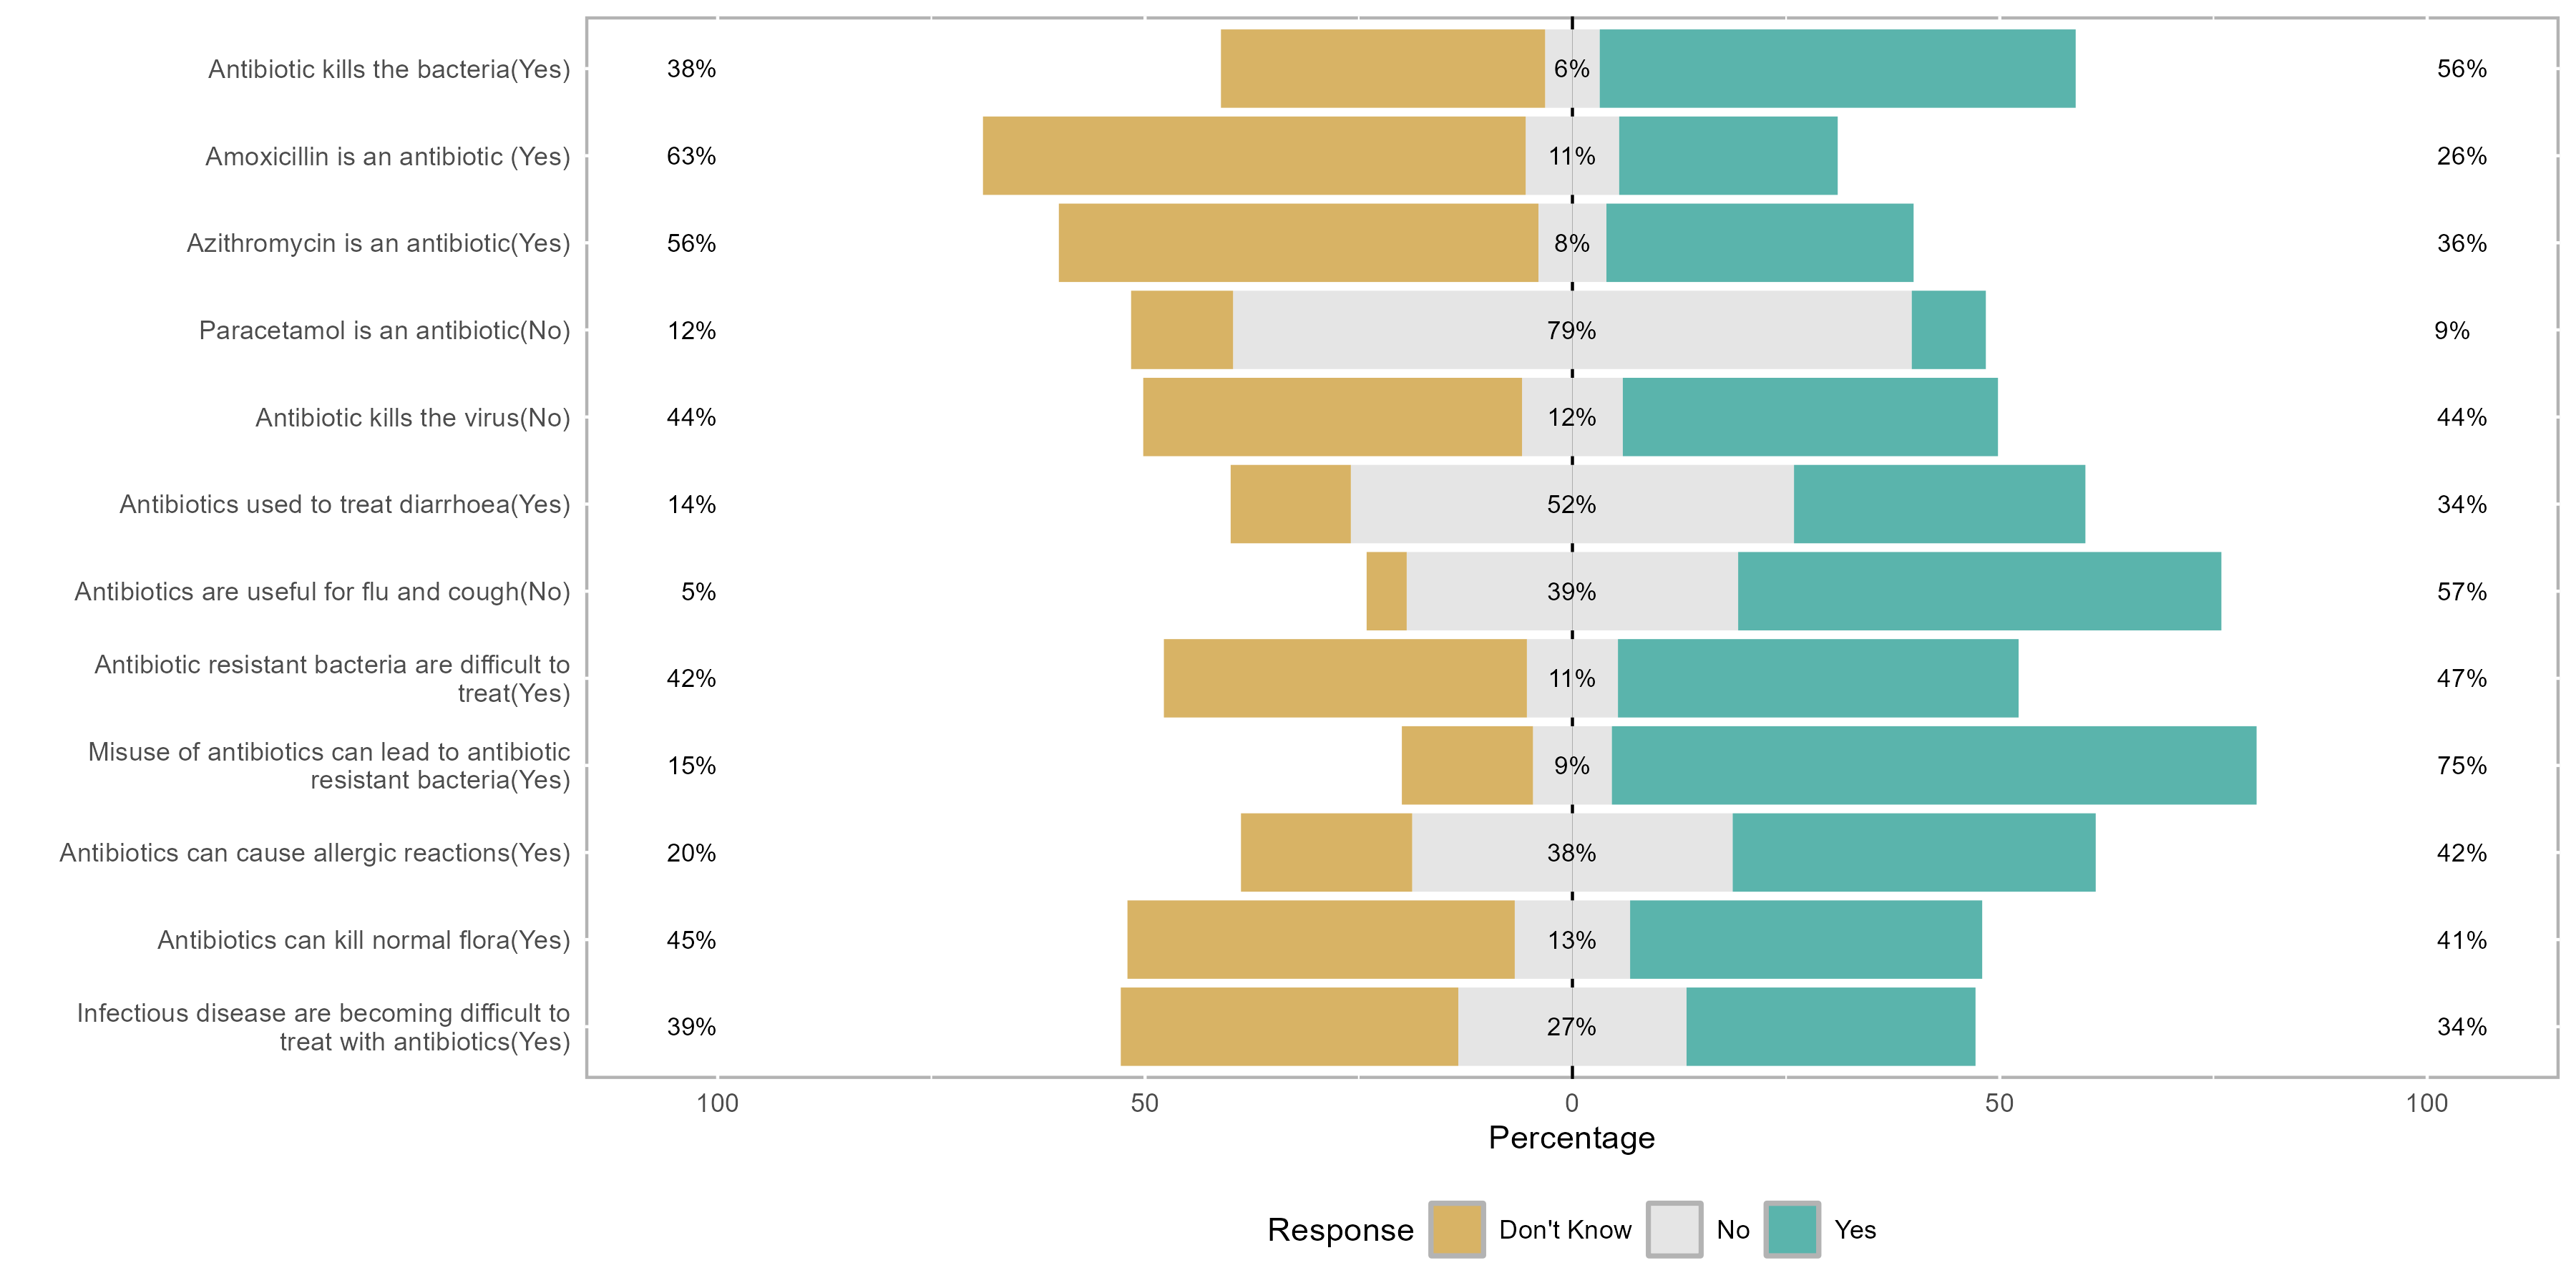 Antibiotic kills the bacteria(Yes) 38% 6% 56%
Amoxicillin is an antibiotic (Yes) 63% 11% 26%
Azithromycin is an antibiotic(Yes) 56% 8% 36%
Paracetamol is an antibiotic(No) 12% 79% 9%
Antibiotic kills the virus(No) 44% 12% 44%
Antibiotics used to treat diarrhoea(Yes) 14% 52% 34%
Antibiotics are useful for flu and cough(No) 5% 39% 57%
Antibiotic resistant bacteria are difficult to
treat(Yes) 42% 11% 47%
Misuse of antibiotics can lead to antibiotic
resistant bacteria(Yes) 15% 9% 75%
Antibiotics can cause allergic reactions(Yes) 20% 38% 42%
Antibiotics can kill normal flora(Yes) 45% 13% 41%
Infectious disease are becoming difficult to
treat with antibiotics(Yes) 39% 27% 34%
100 50 0 50 100
Percentage
Response Don't Know No Yes